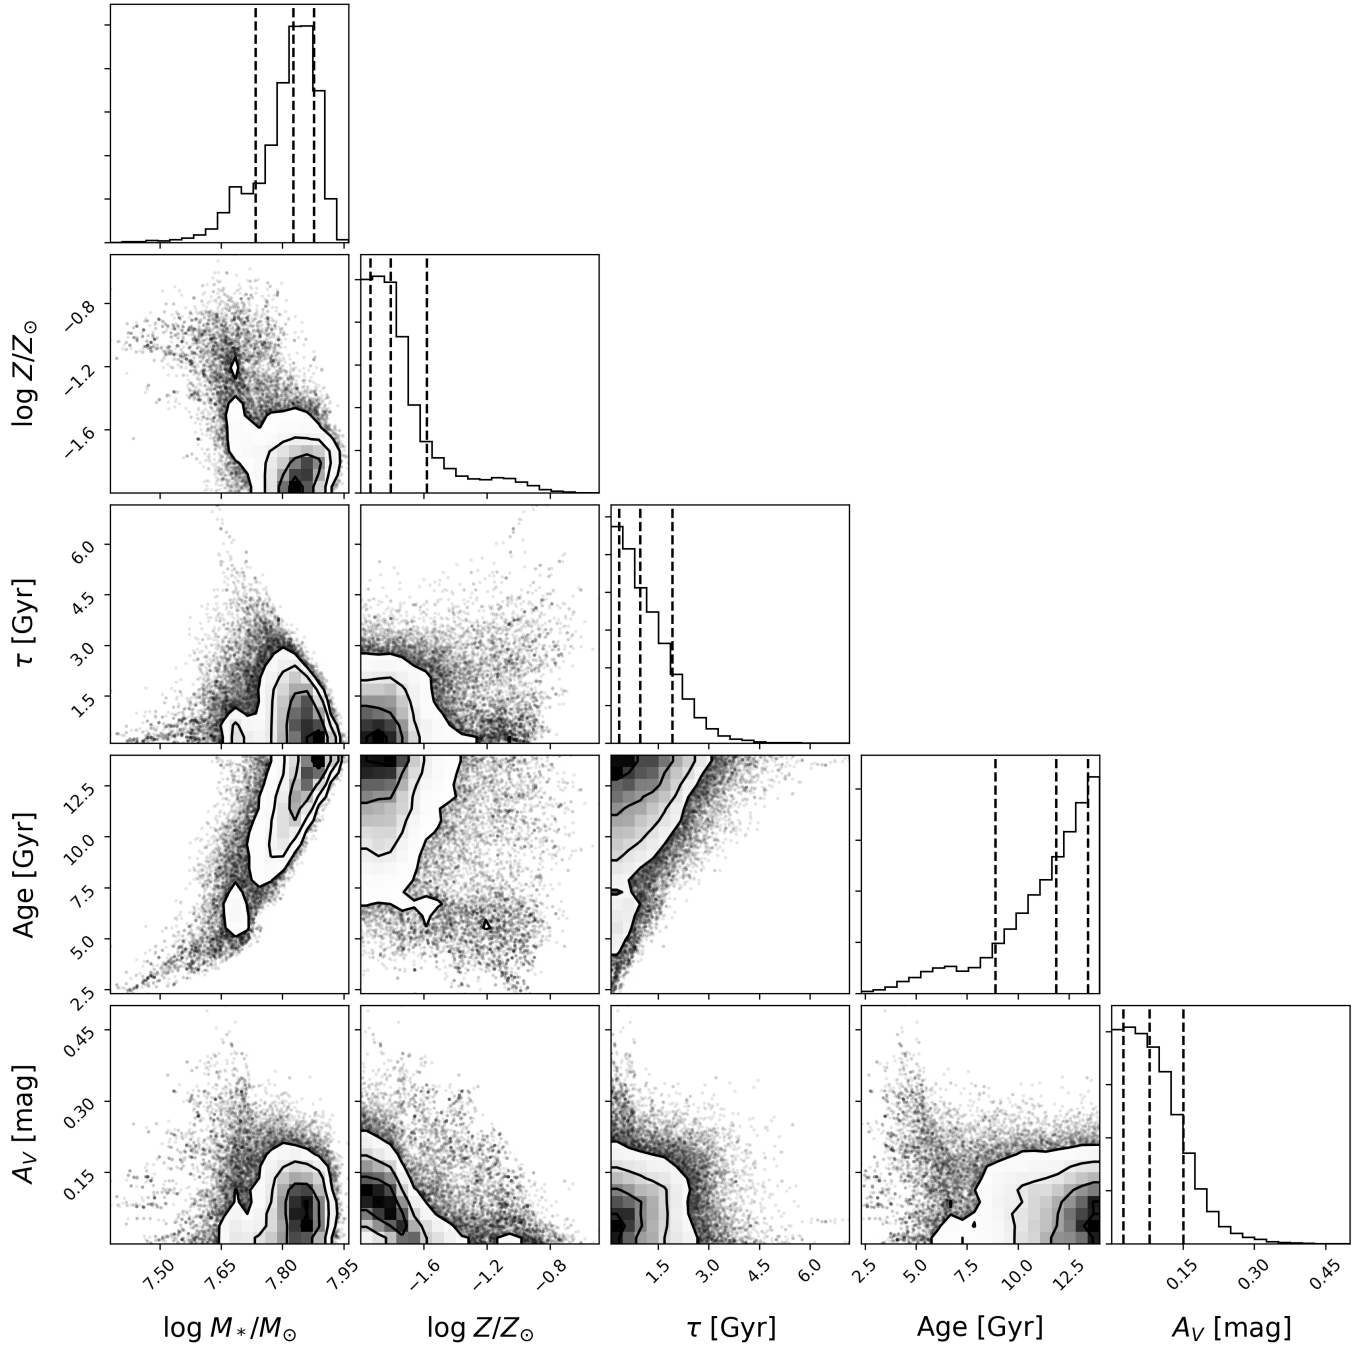 log Z/Z⊙
−0.8
−1.2
−1.6
τ [Gyr]
6.0
4.5
3.0
1.5
Age [Gyr]
12.5
10.0
7.5
5.0
2.5
A_V [mag]
0.45
0.30
0.15
7.50 7.65 7.80 7.95 −1.6 −1.2 −0.8 1.5 3.0 4.5 6.0 2.5 5.0 7.5 10.0 12.5 0.15 0.30 0.45
log M_*/M⊙ log Z/Z⊙ τ [Gyr] Age [Gyr] A_V [mag]